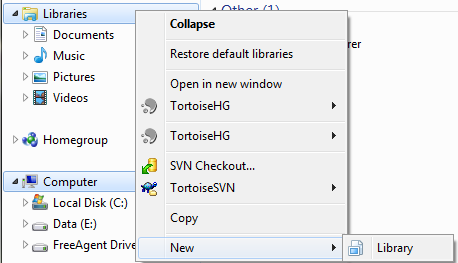 Libraries
Documents
Music
Pictures
Videos
Homegroup
Computer
Local Disk (C:)
Data (E:)
FreeAgent Drive
Other (1)
rer
Collapse
Restore default libraries
Open in new window
TortoiseHG
TortoiseHG
SVN Checkout...
TortoiseSVN
Copy
New
Library